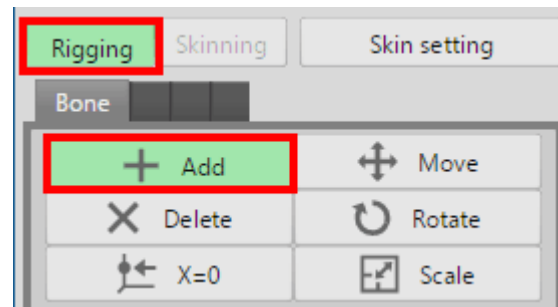 Rigging Skinning Skin setting
Bone
Add Move
Delete Rotate
X=0 Scale